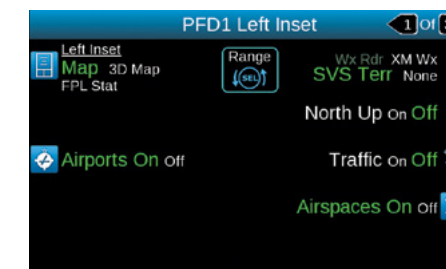 PFD1 Left Inset
1 Of
Left Inset
Map 3D Map
FPL Stat
Range
SEL
Wx Rdr XM Wx
SVS Terr None
North Up On Off
Airports On Off
Traffic On Off
Airspaces On Off